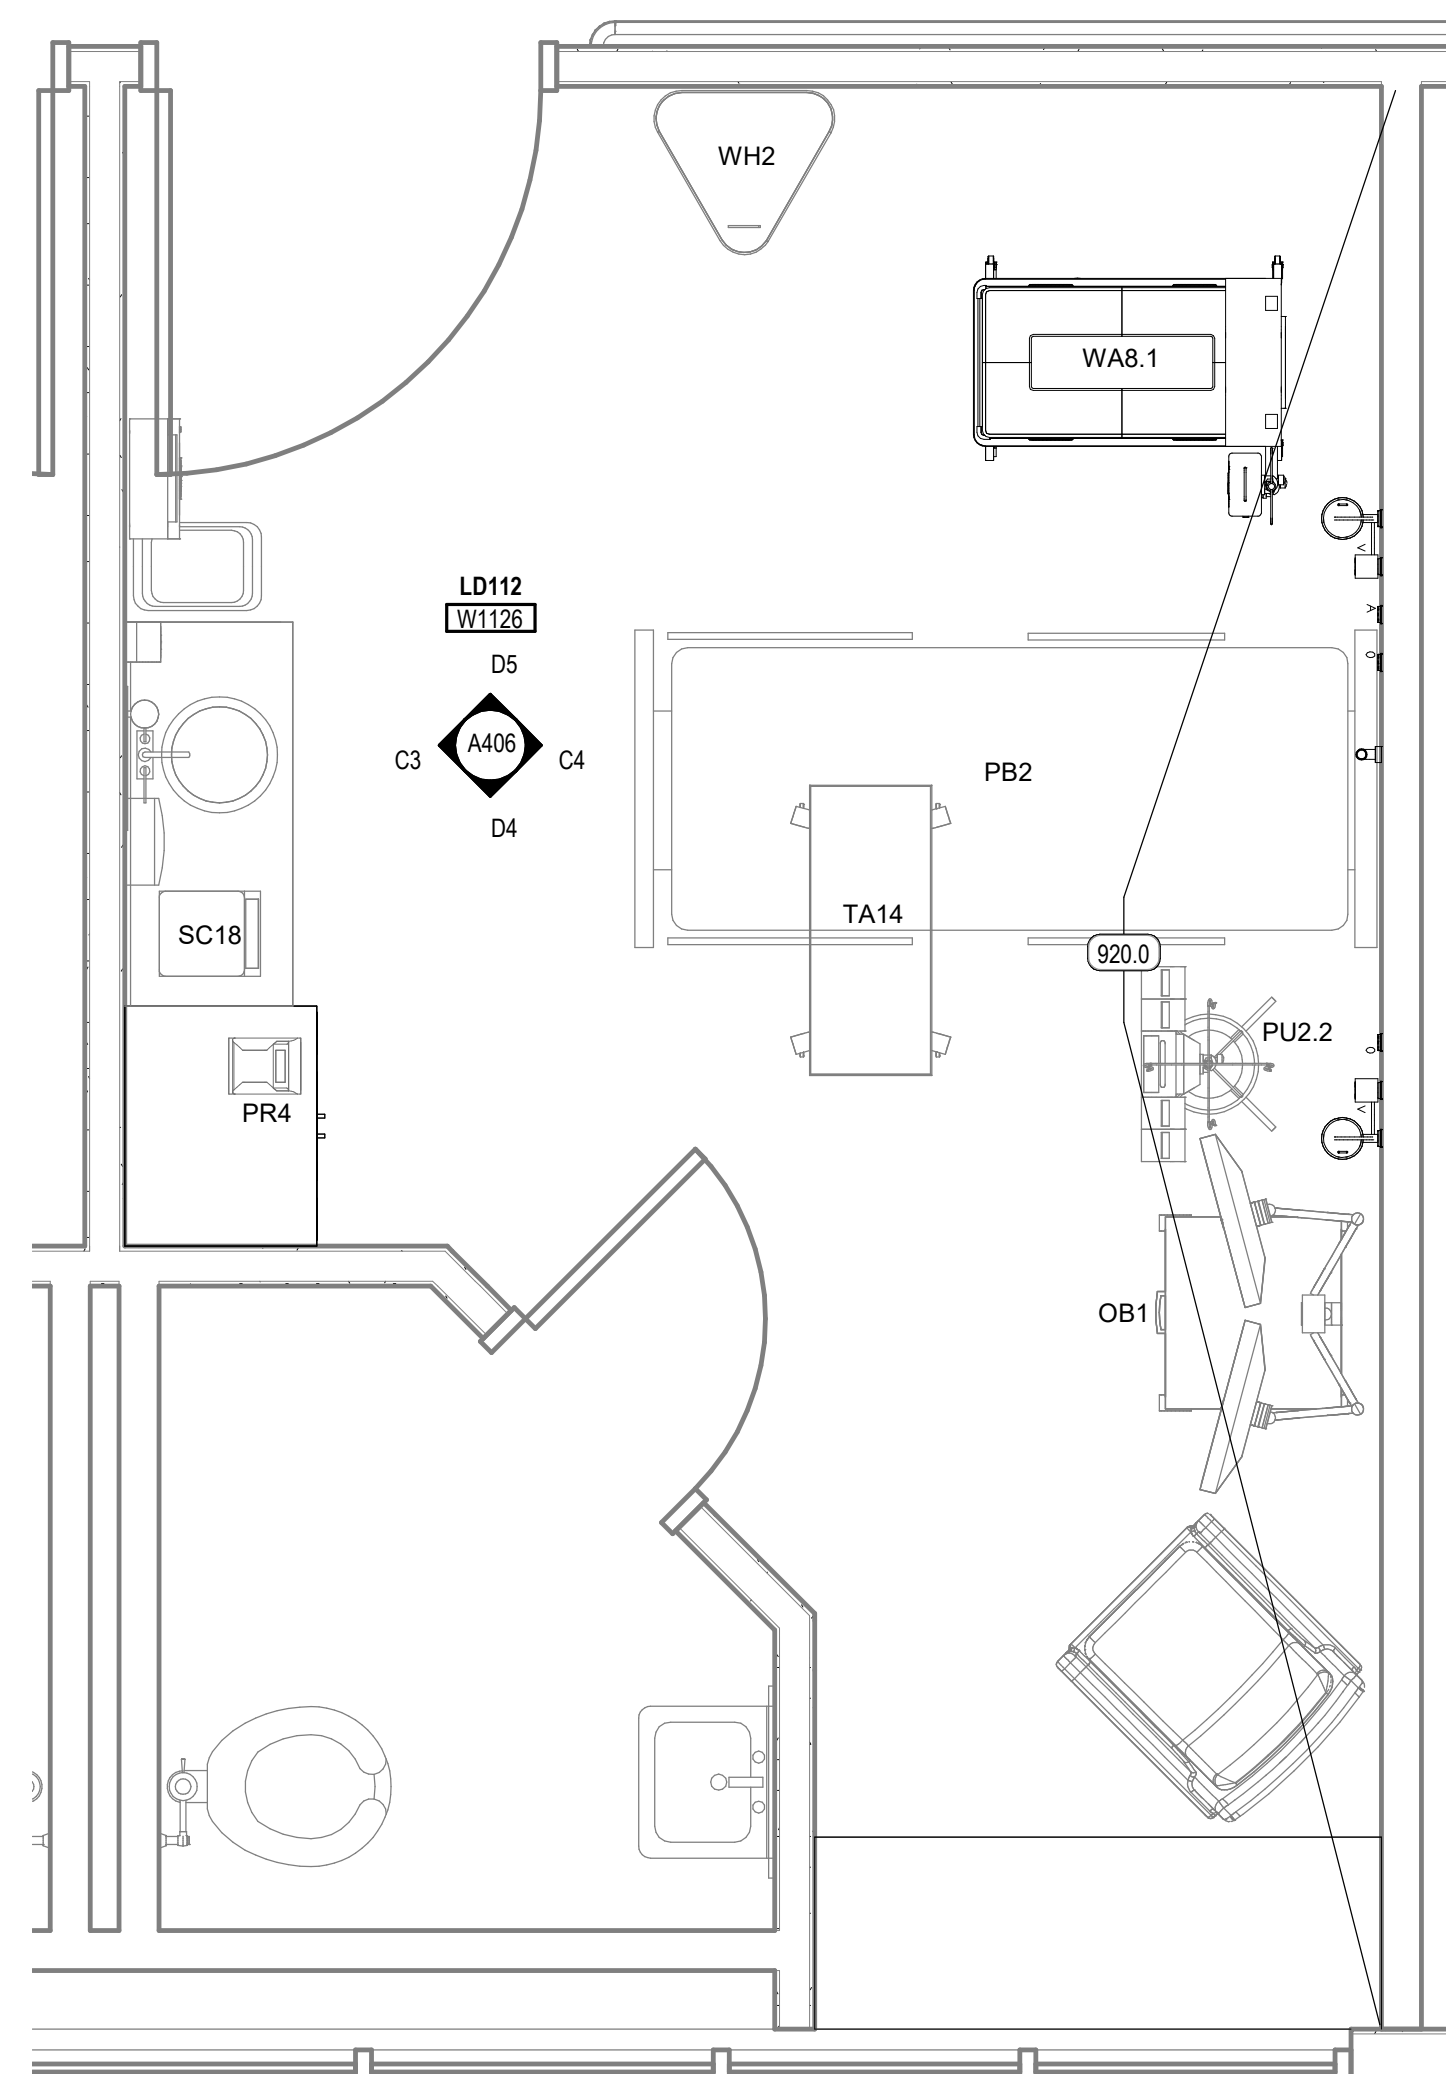 WH2
WA8.1
V
A
O
LD112
W1126
D5
C3
A406
C4
D4
PB2
TA14
SC18
920.0
PU2.2
O
V
PR4
OB1